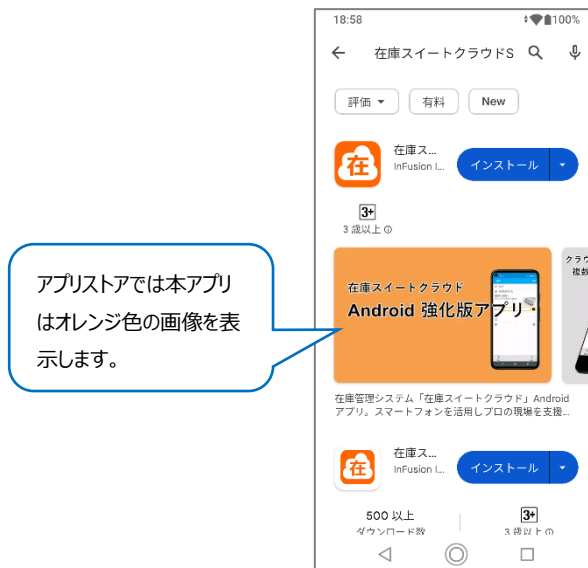 18:58
100%
在庫スイートクラウドS
評価
有料
New
在
在庫ス...
InFusion I...
インストール
3+
3 歳以上
アプリストアでは本アプリ
はオレンジ色の画像を表
示します。
在庫スイートクラウド
Android 強化版アプリ
クラウ
複数
在庫管理システム「在庫スイートクラウド」Android
アプリ。スマートフォンを活用しプロの現場を支援...
在
在庫ス...
InFusion I...
インストール
500 以上
ダウンロード数
3+
3 歳以上